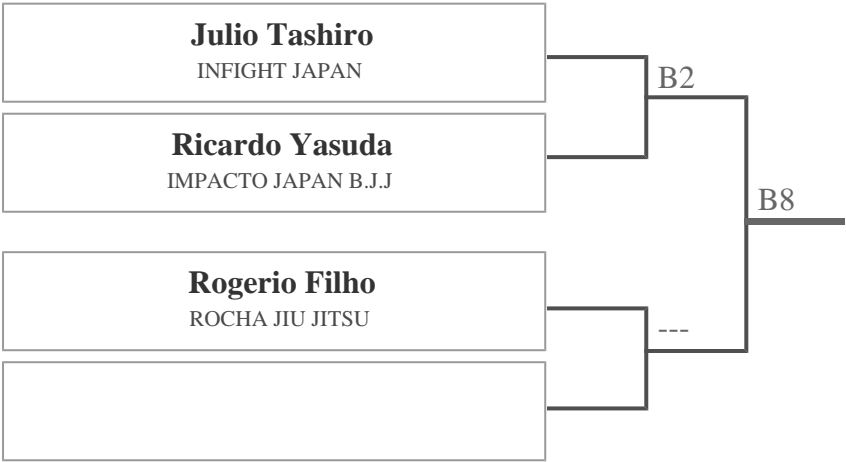 Julio Tashiro
INFIGHT JAPAN
B2
Ricardo Yasuda
IMPACTO JAPAN B.J.J
B8
Rogerio Filho
ROCHA JIU JITSU
---